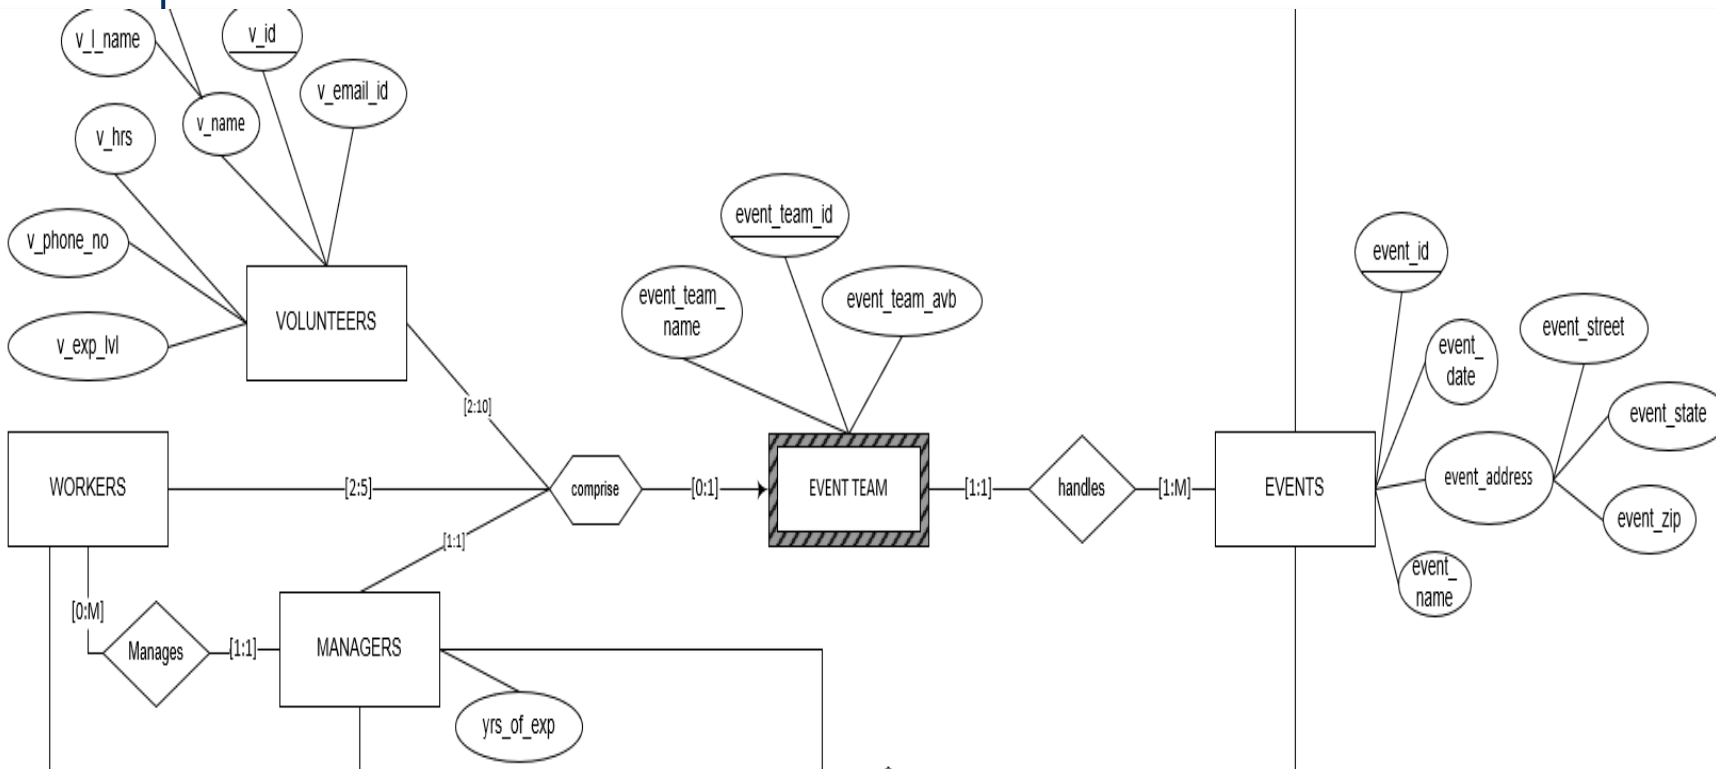 v_l_name
v_id
v_email_id
v_name
v_hrs
v_phone_no
v_exp_lvl
VOLUNTEERS
[2:10]
event_team_id
event_team_
name
event_team_avb
WORKERS
[2:5]
comprise
[0:1]
EVENT TEAM
[1:1]
handles
[1:M]
EVENTS
event_id
event_
date
event_street
event_state
event_address
event_zip
event_
name
[1:1]
[0:M]
Manages
[1:1]
MANAGERS
yrs_of_exp